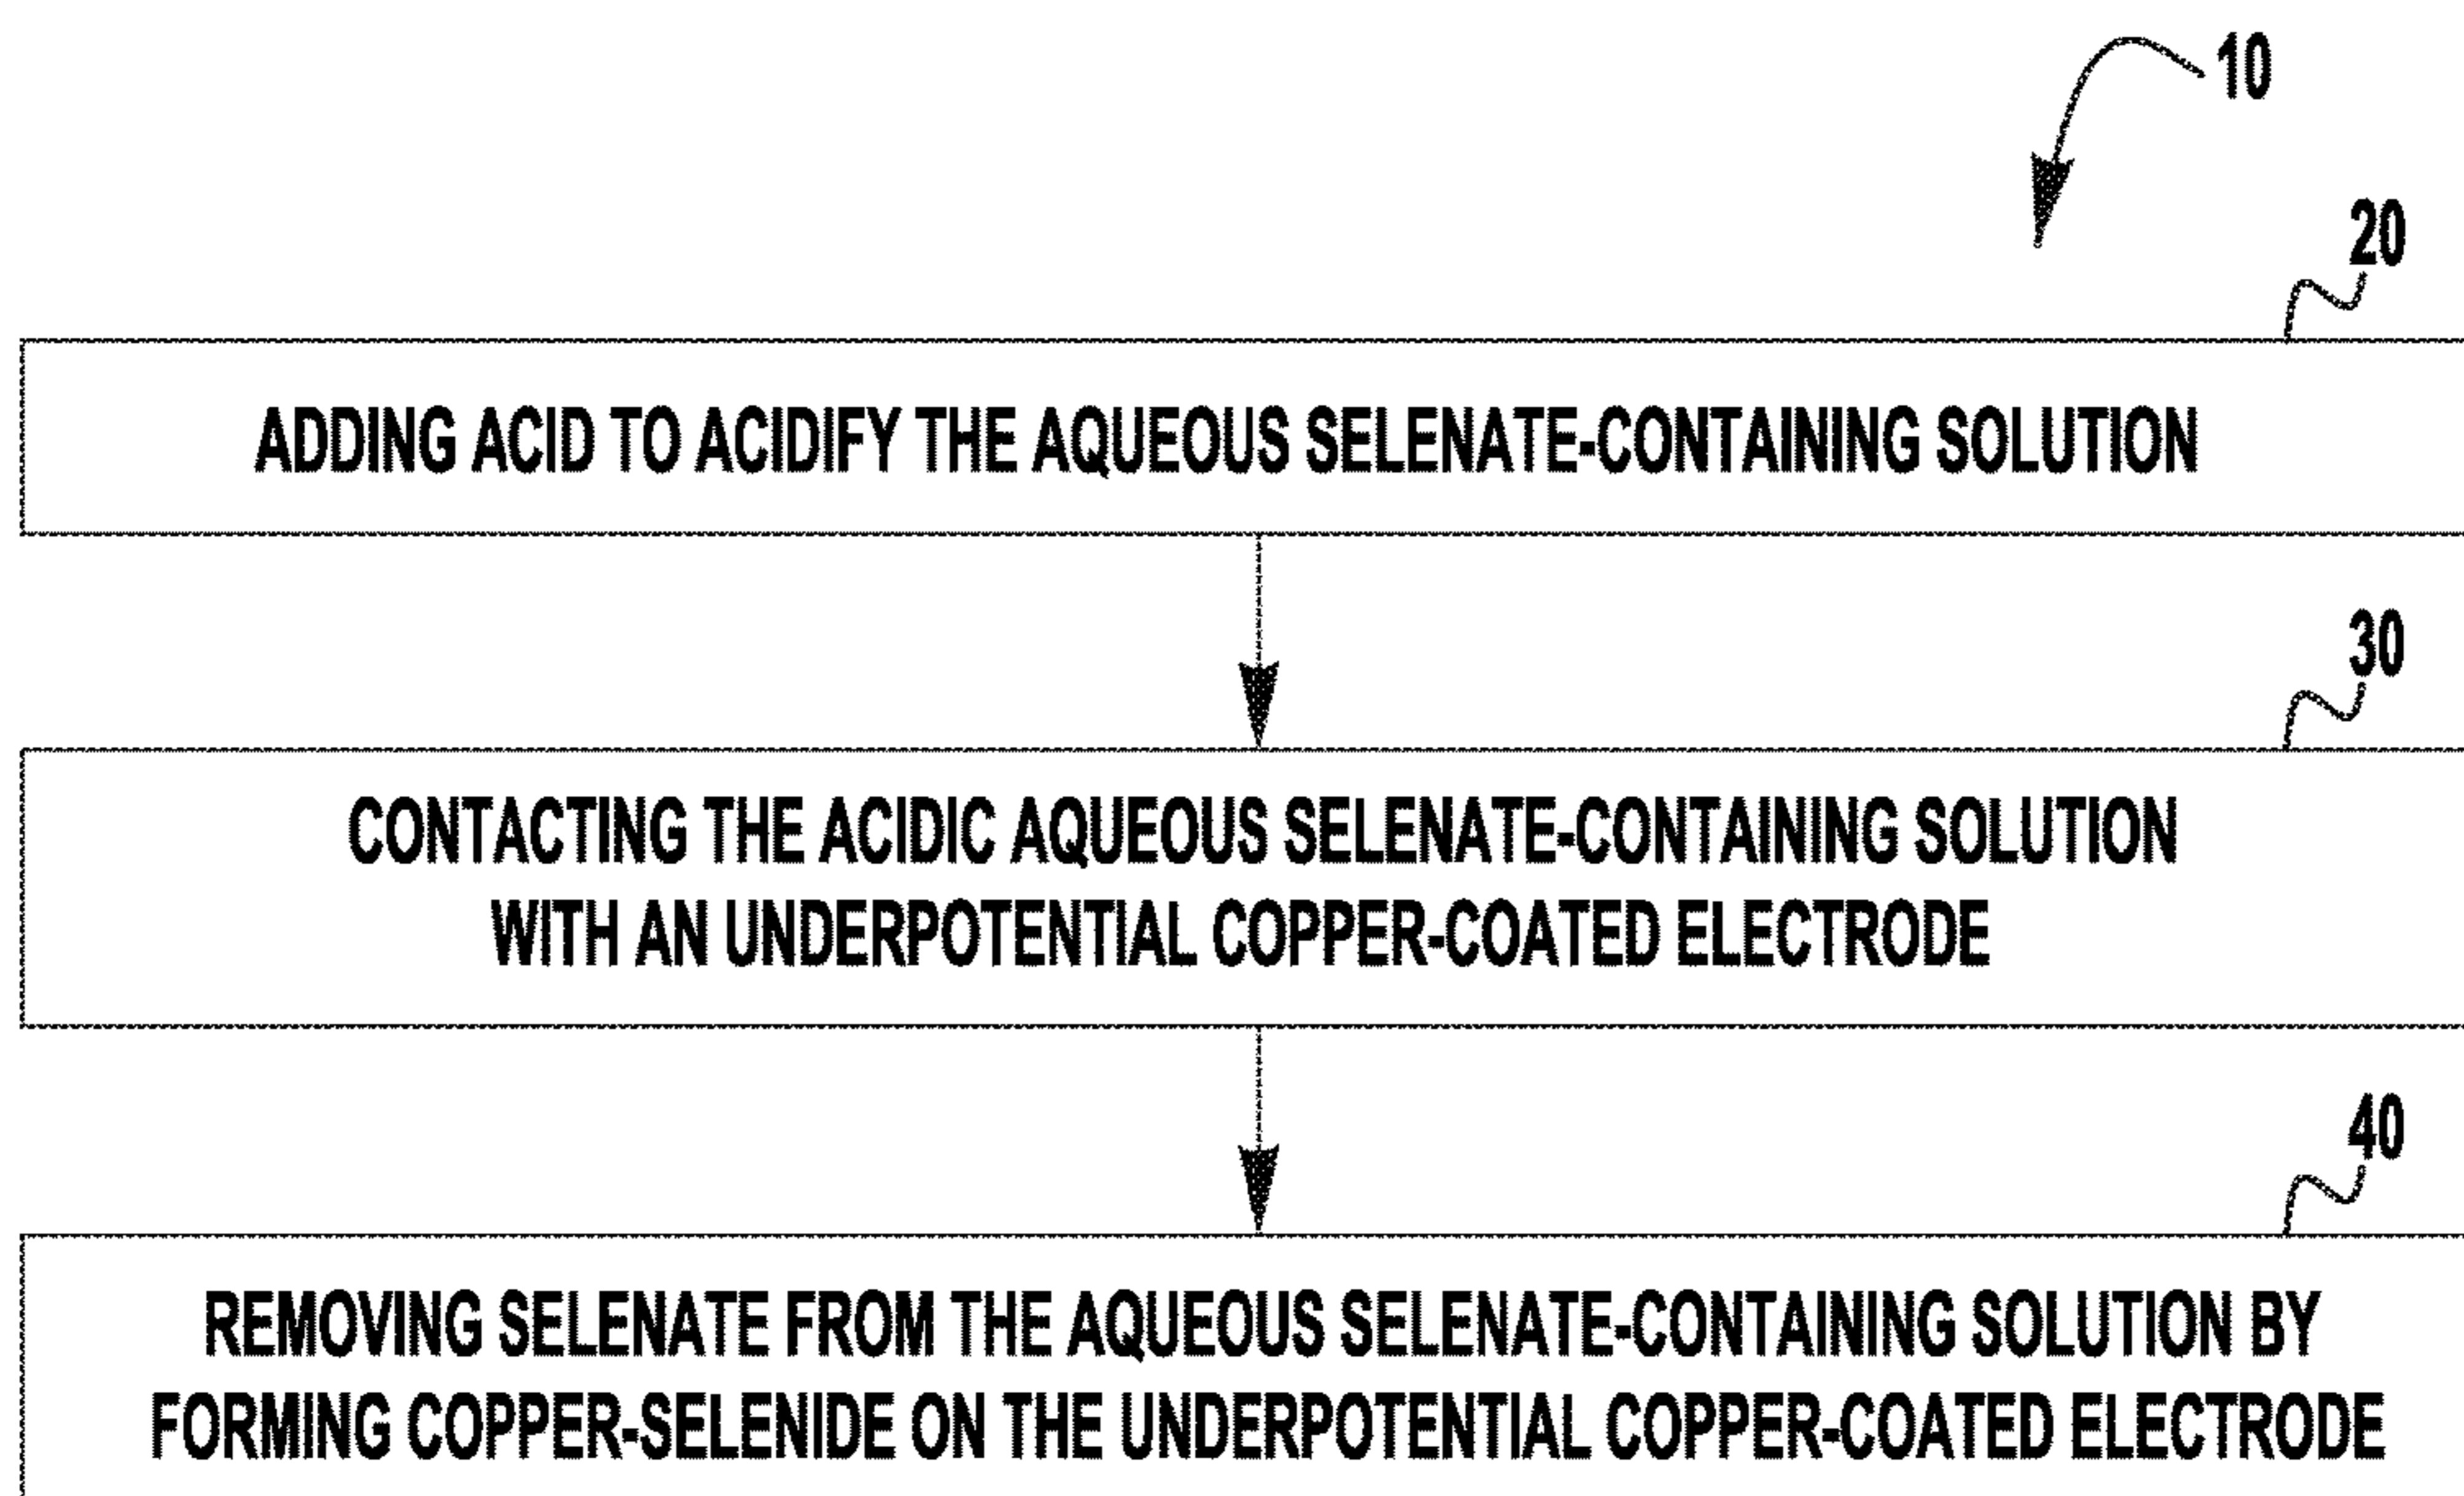 10
20
ADDING ACID TO ACIDIFY THE AQUEOUS SELENATE-CONTAINING SOLUTION
30
CONTACTING THE ACIDIC AQUEOUS SELENATE-CONTAINING SOLUTION
WITH AN UNDERPOTENTIAL COPPER-COATED ELECTRODE
40
REMOVING SELENATE FROM THE AQUEOUS SELENATE-CONTAINING SOLUTION BY
FORMING COPPER-SELENIDE ON THE UNDERPOTENTIAL COPPER-COATED ELECTRODE